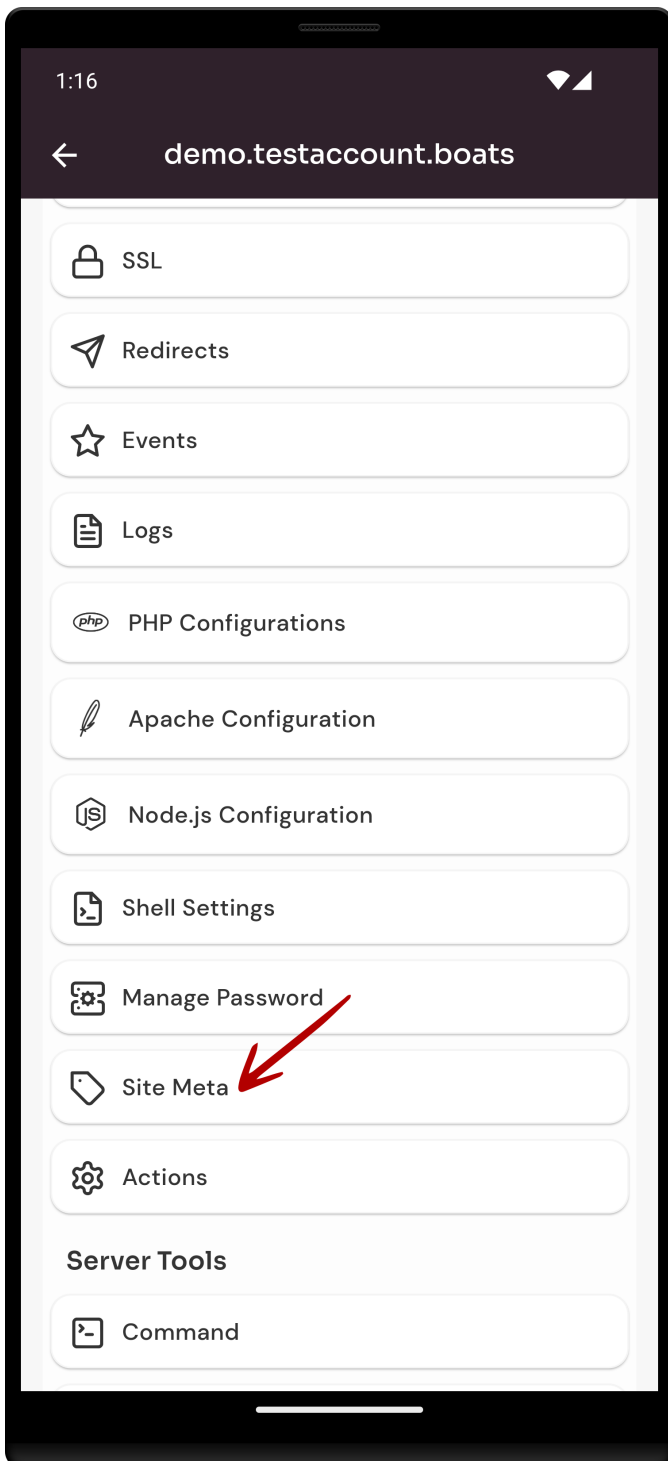 1:16
demo.testaccount.boats
SSL
Redirects
Events
Logs
php PHP Configurations
Apache Configuration
JS Node.js Configuration
Shell Settings
Manage Password
Site Meta
Actions
Server Tools
Command